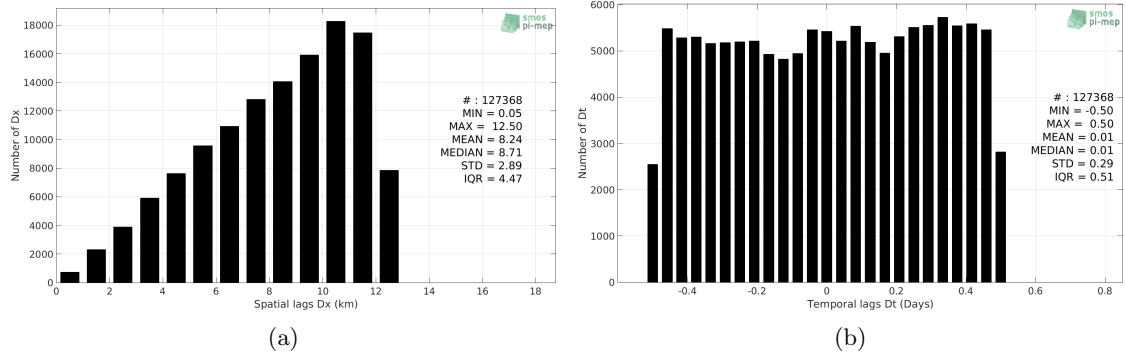 18000
16000
14000
12000
10000
8000
6000
4000
2000
0
Number of Dx
0 2 4 6 8 10 12 14 16 18
Spatial lags Dx (km)
smos
pi-mep
# : 127368
MIN = 0.05
MAX = 12.50
MEAN = 8.24
MEDIAN = 8.71
STD = 2.89
IQR = 4.47
(a)
6000
5000
4000
3000
2000
1000
0
Number of Dt
-0.4 -0.2 0 0.2 0.4 0.6 0.8
Temporal lags Dt (Days)
smos
pi-mep
# : 127368
MIN = -0.50
MAX = 0.50
MEAN = 0.01
MEDIAN = 0.01
STD = 0.29
IQR = 0.51
(b)